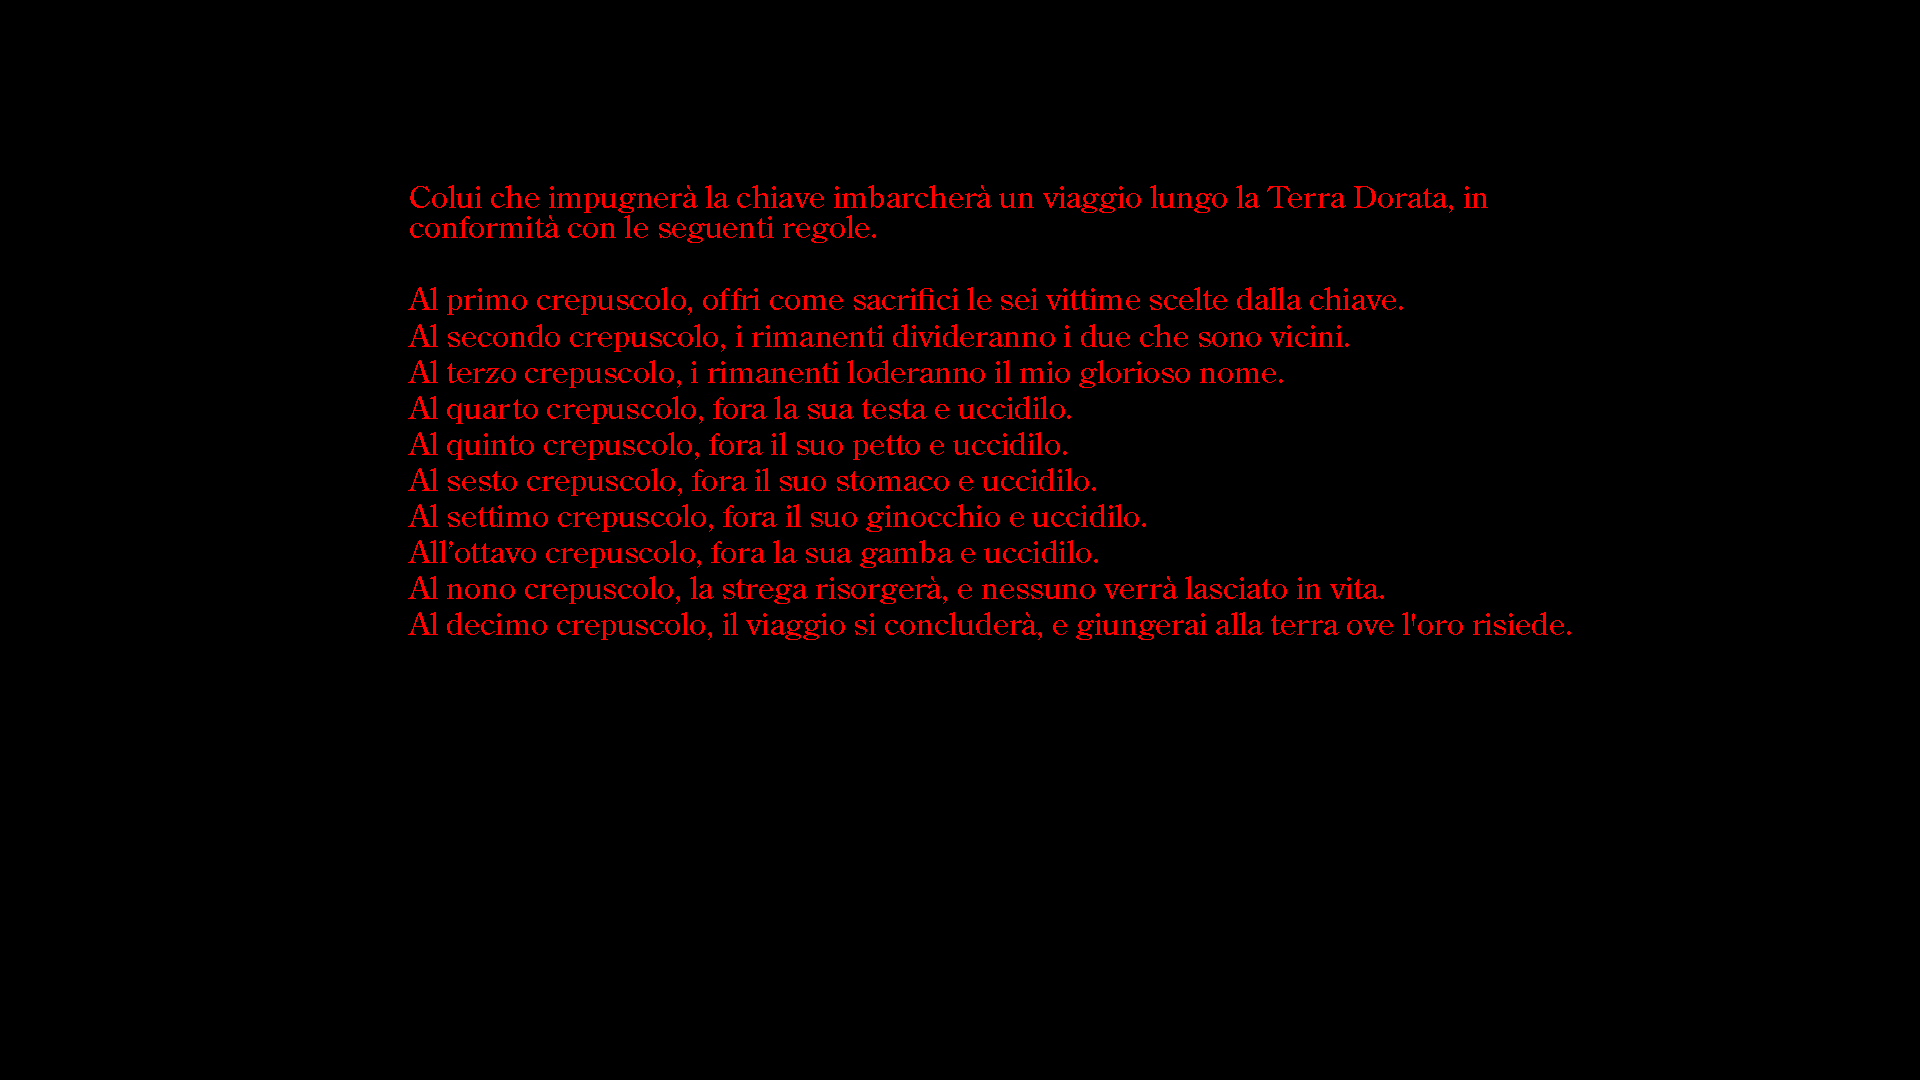 Colui che impugnerà la chiave imbarcherà un viaggio lungo la Terra Dorata, in
conformità con le seguenti regole.
Al primo crepuscolo, offri come sacrifici le sei vittime scelte dalla chiave.
Al secondo crepuscolo, i rimanenti divideranno i due che sono vicini.
Al terzo crepuscolo, i rimanenti loderanno il mio glorioso nome.
Al quarto crepuscolo, fora la sua testa e uccidilo.
Al quinto crepuscolo, fora il suo petto e uccidilo.
Al sesto crepuscolo, fora il suo stomaco e uccidilo.
Al settimo crepuscolo, fora il suo ginocchio e uccidilo.
All’ottavo crepuscolo, fora la sua gamba e uccidilo.
Al nono crepuscolo, la strega risorgerà, e nessuno verrà lasciato in vita.
Al decimo crepuscolo, il viaggio si concluderà, e giungerai alla terra ove l'oro risiede.